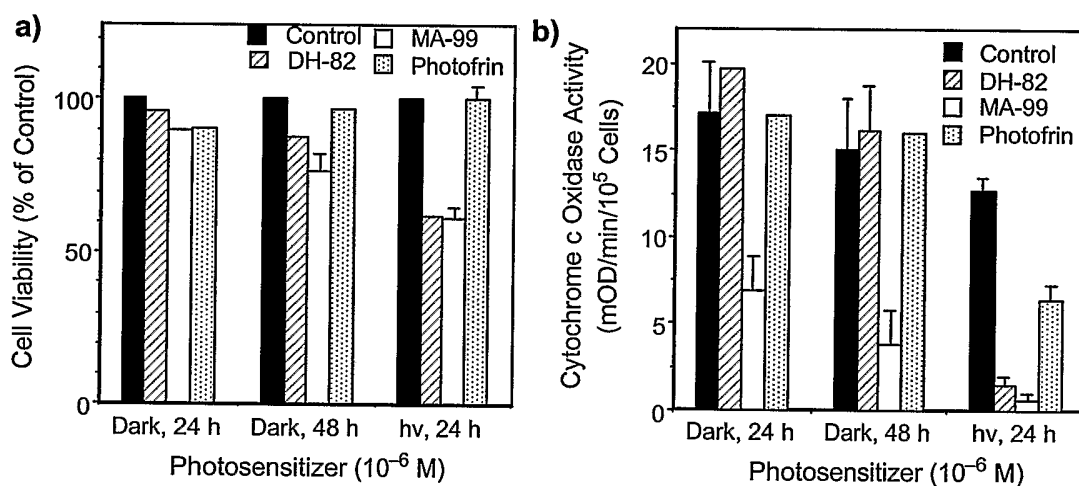 a)
Control
MA-99
DH-82
Photofrin
Cell Viability (% of Control)
100
50
0
Dark, 24 h
Dark, 48 h
hv, 24 h
Photosensitizer (10⁻⁶ M)
b)
Control
DH-82
MA-99
Photofrin
Cytochrome c Oxidase Activity
(mOD/min/10⁵ Cells)
20
15
10
5
0
Dark, 24 h
Dark, 48 h
hv, 24 h
Photosensitizer (10⁻⁶ M)